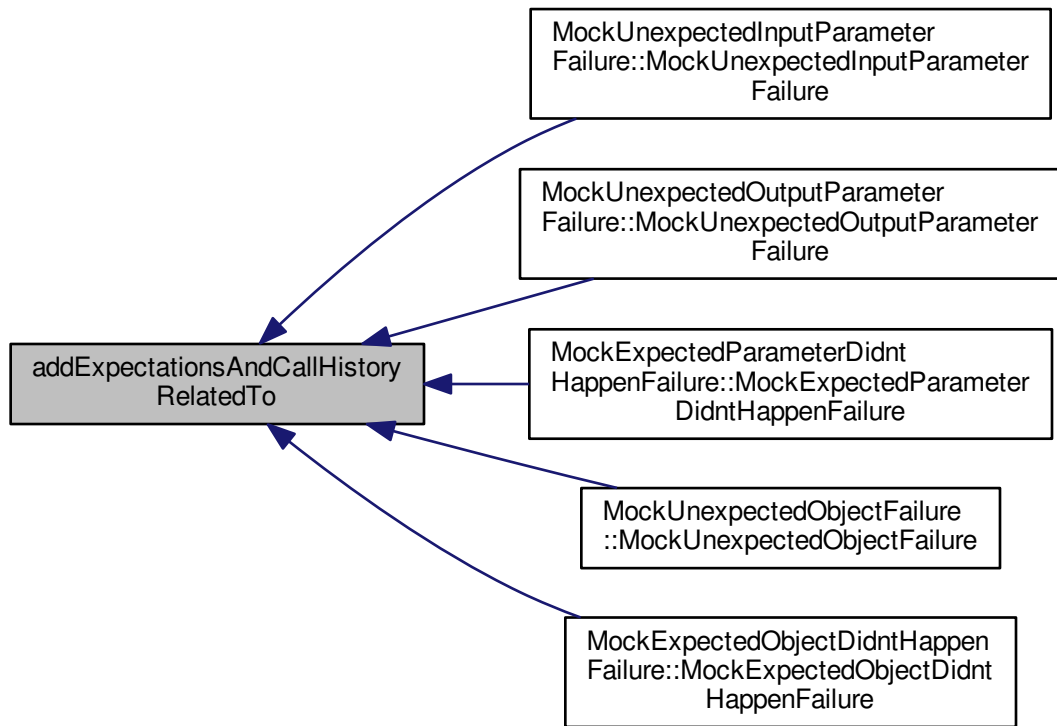 MockUnexpectedInputParameter
Failure::MockUnexpectedInputParameter
Failure
MockUnexpectedOutputParameter
Failure::MockUnexpectedOutputParameter
Failure
addExpectationsAndCallHistory
RelatedTo
MockExpectedParameterDidnt
HappenFailure::MockExpectedParameter
DidntHappenFailure
MockUnexpectedObjectFailure
::MockUnexpectedObjectFailure
MockExpectedObjectDidntHappen
Failure::MockExpectedObjectDidnt
HappenFailure